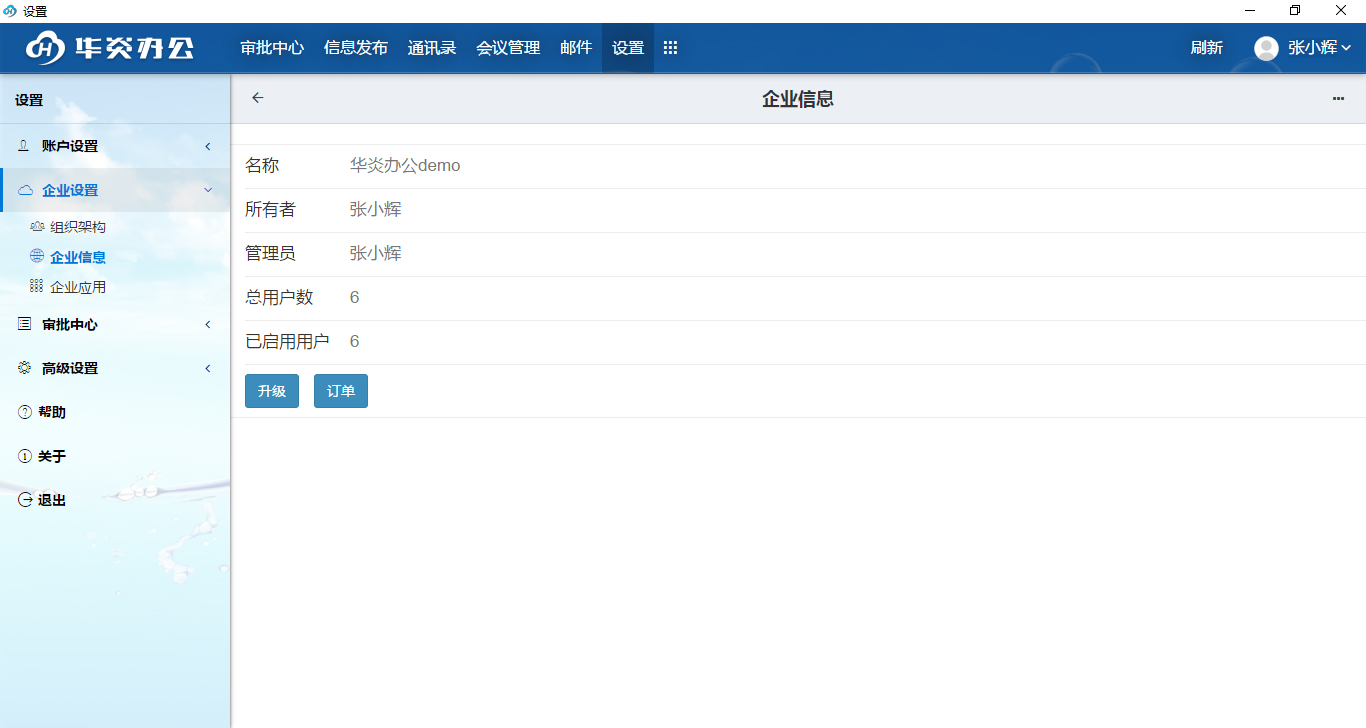 设置
华炎办公
审批中心 信息发布 通讯录 会议管理 邮件 设置 刷新 张小辉
设置
账户设置
企业设置
组织架构
企业信息
企业应用
审批中心
高级设置
帮助
关于
退出
企业信息
名称 华炎办公demo
所有者 张小辉
管理员 张小辉
总用户数 6
已启用用户 6
升级 订单